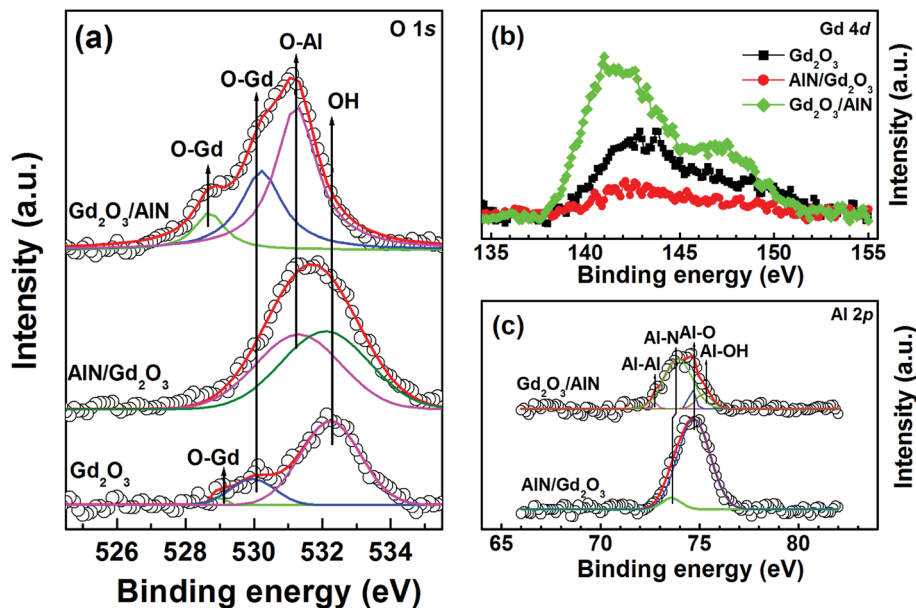 (a)
O 1s
O-Al
O-Gd
OH
O-Gd
Gd₂O₃/AlN
AlN/Gd₂O₃
O-Gd
Gd₂O₃
526 528 530 532 534
Binding energy (eV)
Intensity (a.u.)
(b)
Gd 4d
Gd₂O₃
AlN/Gd₂O₃
Gd₂O₃/AlN
135 140 145 150 155
Binding energy (eV)
Intensity (a.u.)
(c)
Al 2p
Al-N Al-O
Al-Al
Al-OH
Gd₂O₃/AlN
AlN/Gd₂O₃
65 70 75 80
Binding energy (eV)
Intensity (a.u.)